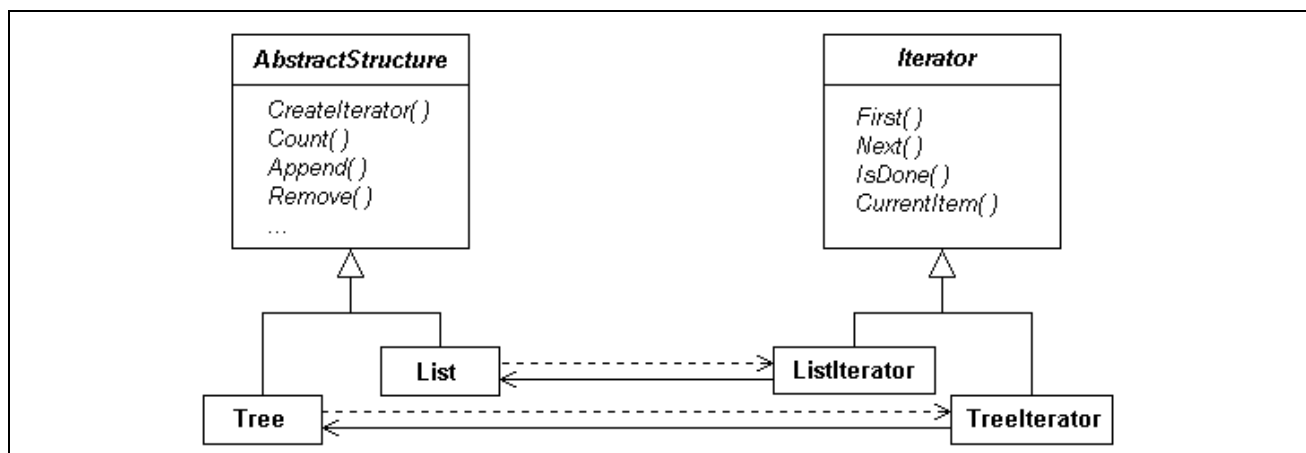 AbstractStructure
CreateIterator( )
Count( )
Append( )
Remove( )
...
Iterator
First( )
Next( )
IsDone( )
CurrentItem( )
List
ListIterator
Tree
TreeIterator